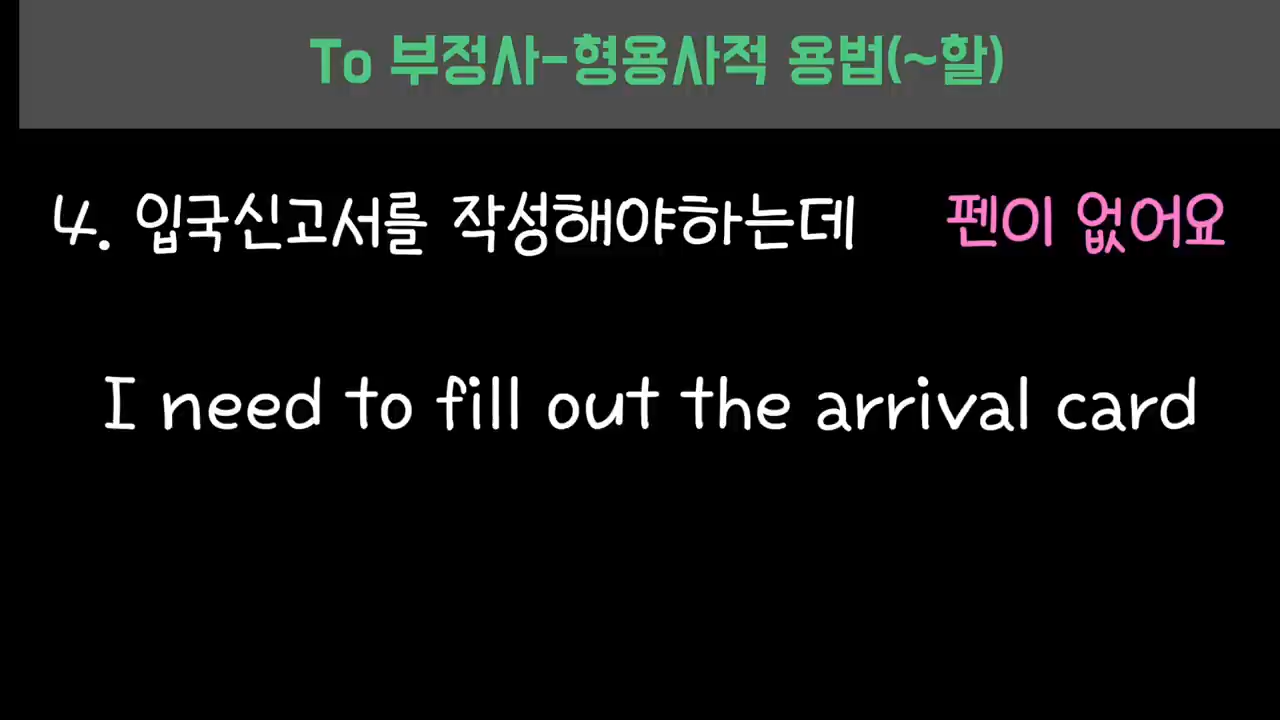 To 부정사-형용사적 용법(~할)
4. 입국신고서를 작성해야하는데 펜이 없어요
I need to fill out the arrival card